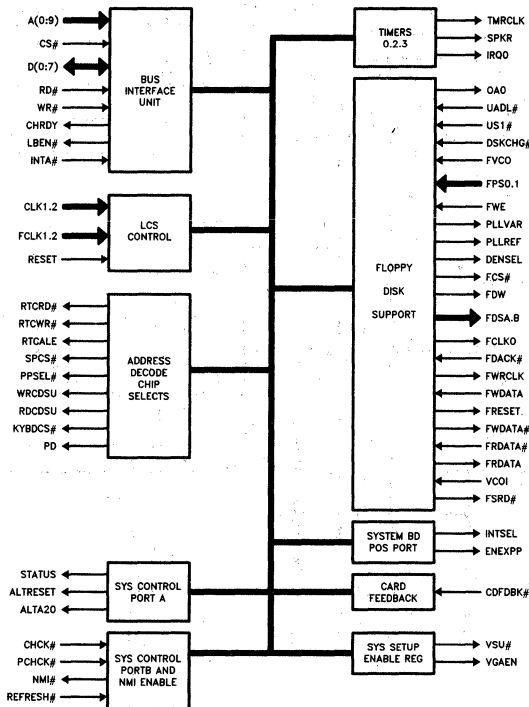 A(0:9)
CS#
D(0:7)
RD#
WR#
CHRDY
LBEN#
INTA#
BUS
INTERFACE
UNIT
CLK1.2
FCLK1.2
RESET
LCS
CONTROL
RTCRD#
RTCWR#
RTCALE
SPCS#
PPSEL#
WRCDSU
RDCDSU
KYBDCS#
PD
ADDRESS
DECODE
CHIP
SELECTS
STATUS
ALTRESET
ALTA20
SYS CONTROL
PORT A
CHCK#
PCHCK#
NMI#
REFRESH#
SYS CONTROL
PORTB AND
NMI ENABLE
TIMERS
0.2.3
TMRCLK
SPKR
IRQ0
FLOPPY
DISK
SUPPORT
OAO
UADL#
US1#
DSKCHG#
FVCO
FPS0.1
FWE
PLLVAR
PLLREF
DENSEL
FCS#
FDW
FDSA.B
FCLKO
FDACK#
FWRCLK
FWDATA
FRESET
FWDATA#
FRDATA#
FRDATA
VCOI
FSRD#
SYSTEM BD
POS PORT
INTSEL
ENEXPP
CARD
FEEDBACK
CDFDBK#
SYS SETUP
ENABLE REG
VSU#
VGAEN